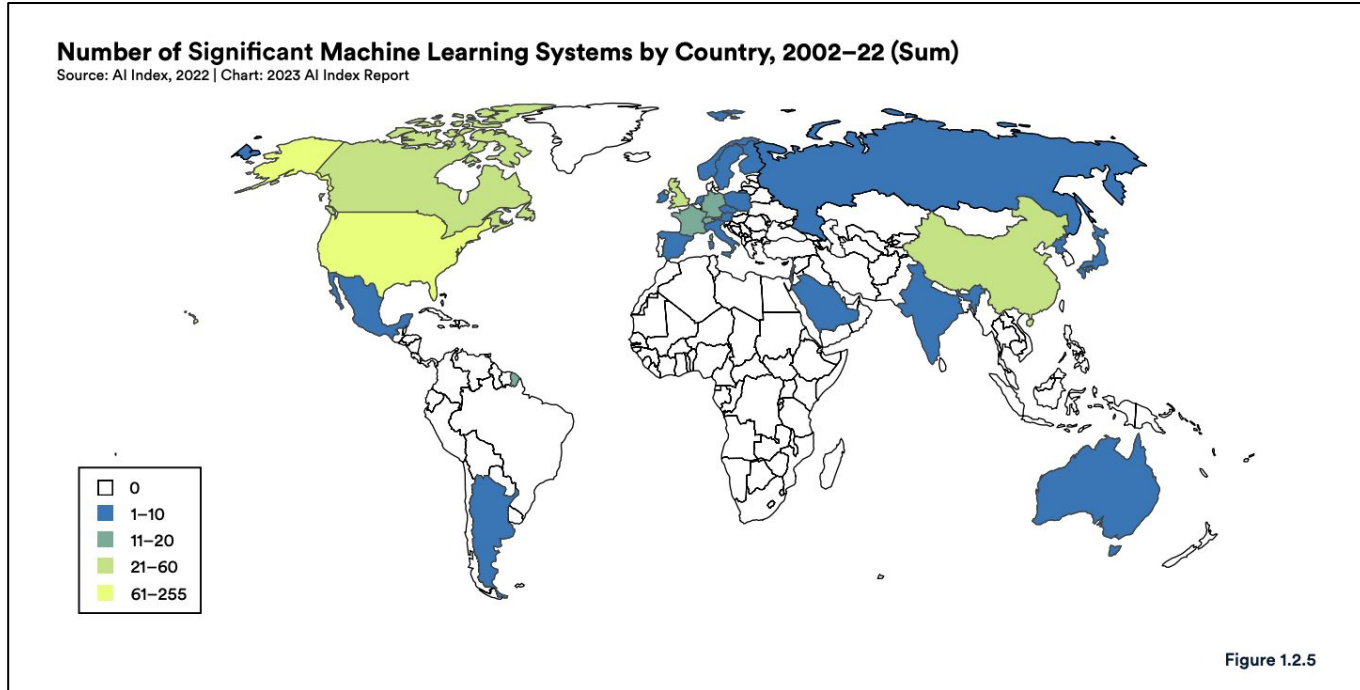 Number of Significant Machine Learning Systems by Country, 2002–22 (Sum)
Source: AI Index, 2022 | Chart: 2023 AI Index Report
0
1–10
11–20
21–60
61–255
Figure 1.2.5